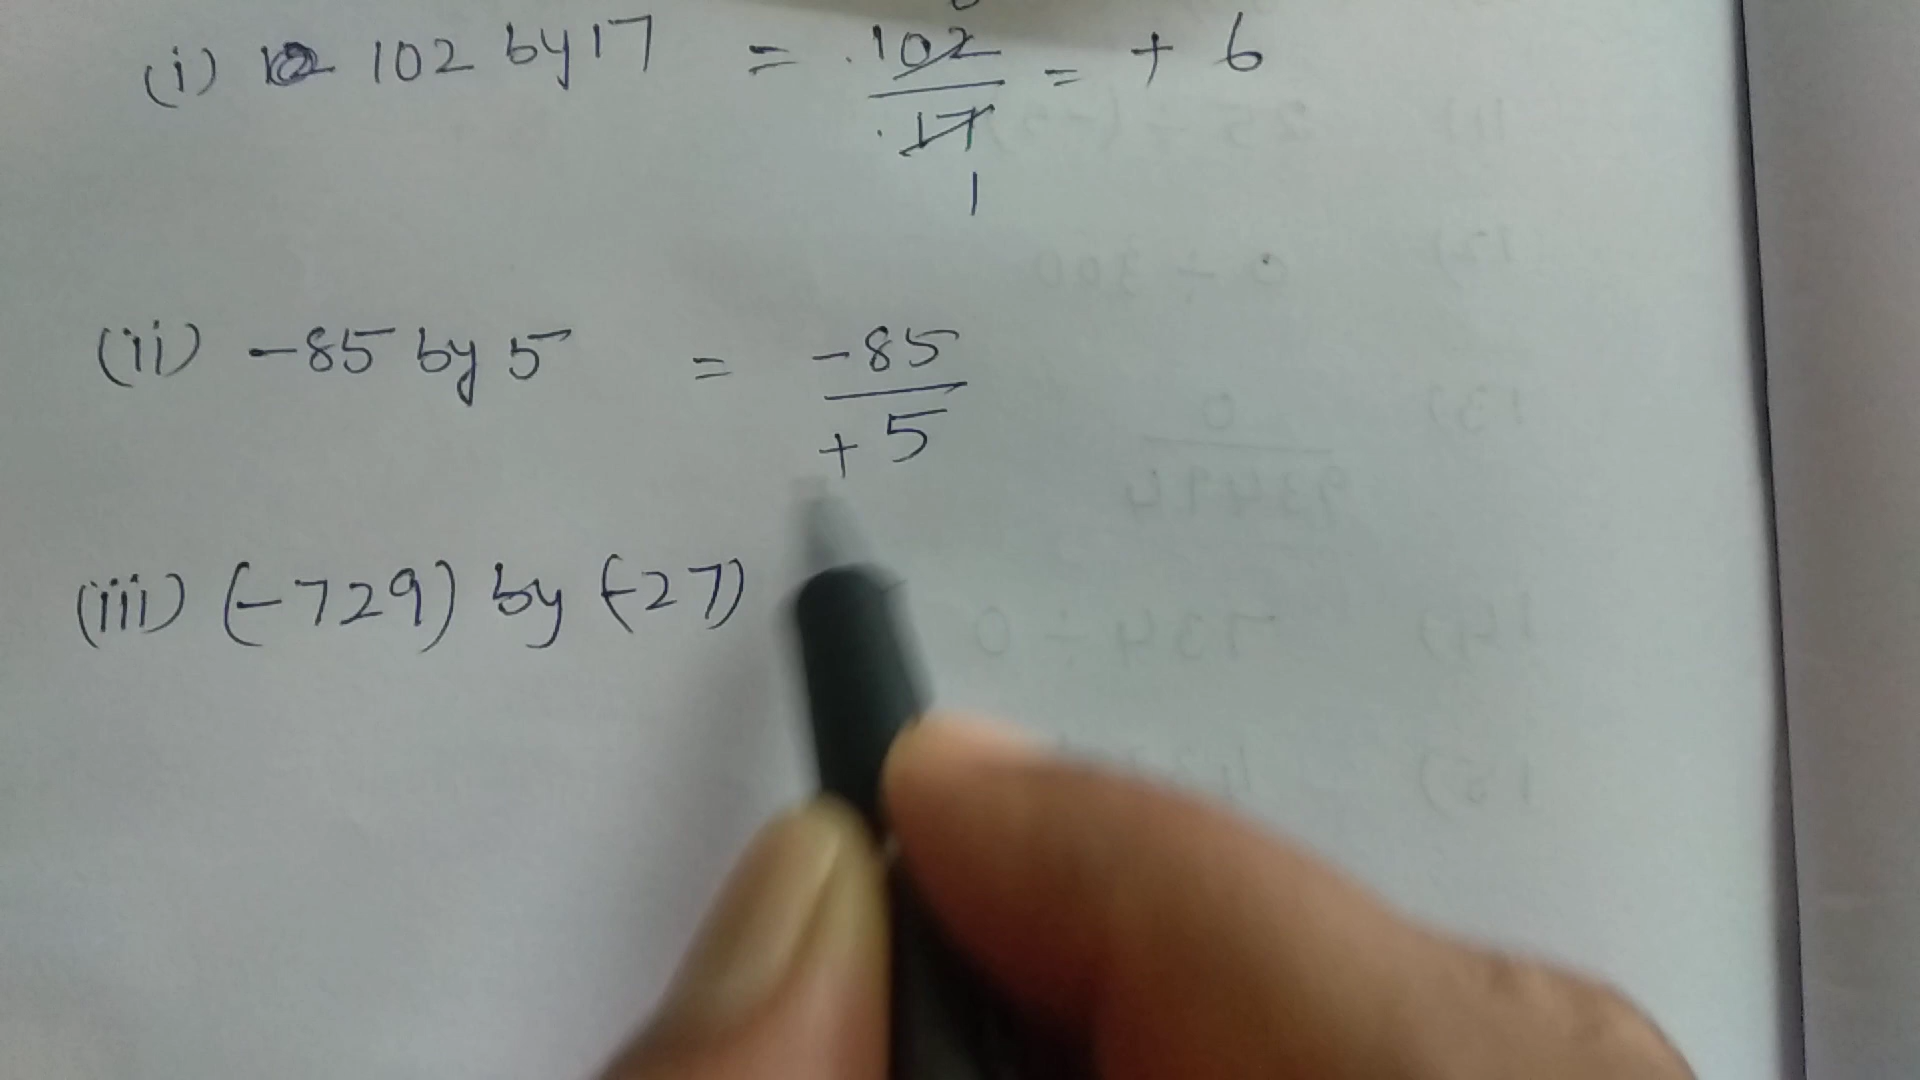 (i) 102 by 17 = 102/17 = + 6
1
(ii) -85 by 5 = -85/+5
(iii) (-729) by (-27)